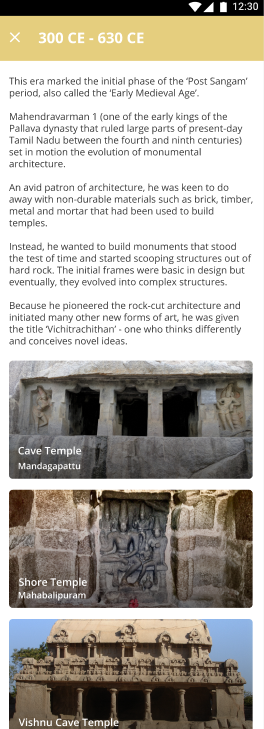 12:30
300 CE - 630 CE
This era marked the initial phase of the ‘Post Sangam’
period, also called the ‘Early Medieval Age’.
Mahendravarman 1 (one of the early kings of the
Pallava dynasty that ruled large parts of present-day
Tamil Nadu between the fourth and ninth centuries)
set in motion the evolution of monumental
architecture.
An avid patron of architecture, he was keen to do
away with non-durable materials such as brick, timber,
metal and mortar that had been used to build
temples.
Instead, he wanted to build monuments that stood
the test of time and started scooping structures out of
hard rock. The initial frames were basic in design but
eventually, they evolved into complex structures.
Because he pioneered the rock-cut architecture and
initiated many other new forms of art, he was given
the title ‘Vichitrachithan’ - one who thinks differently
and conceives novel ideas.
Cave Temple
Mandagapattu
Shore Temple
Mahabalipuram
Vishnu Cave Temple